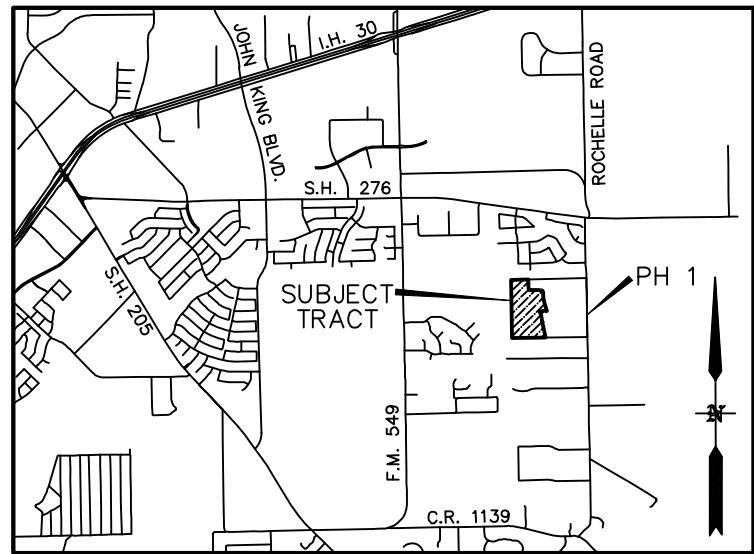 JOHN KING BLVD.
I.H. 30
ROCHELLE ROAD
S.H. 276
S.H. 205
SUBJECT
TRACT
PH 1
F.M. 549
N
C.R. 1139